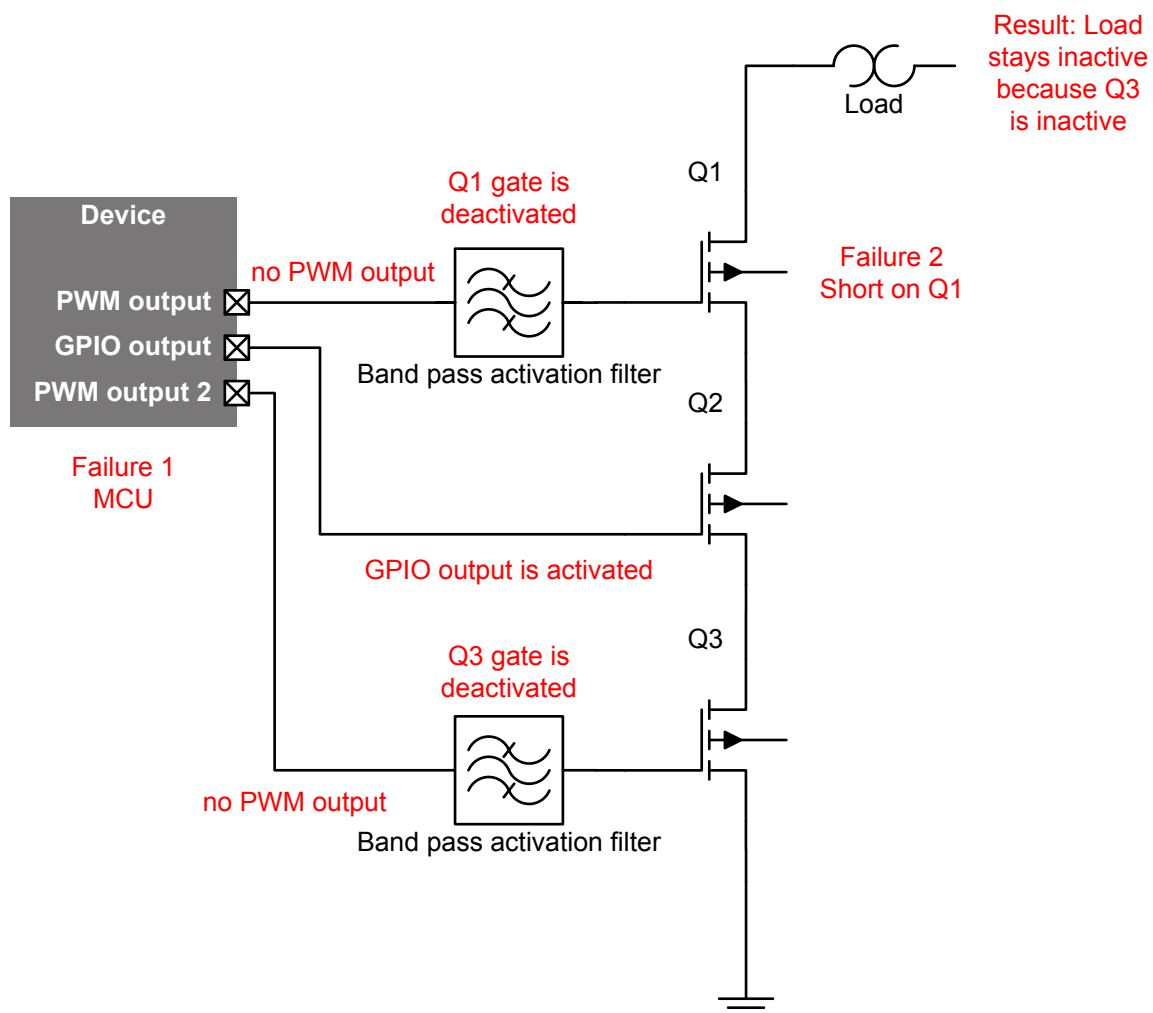 Result: Load
stays inactive
because Q3
is inactive
Load
Q1
Q1 gate is
deactivated
Device
Failure 2
Short on Q1
no PWM output
PWM output
GPIO output
PWM output 2
Band pass activation filter
Q2
Failure 1
MCU
GPIO output is activated
Q3
Q3 gate is
deactivated
no PWM output
Band pass activation filter